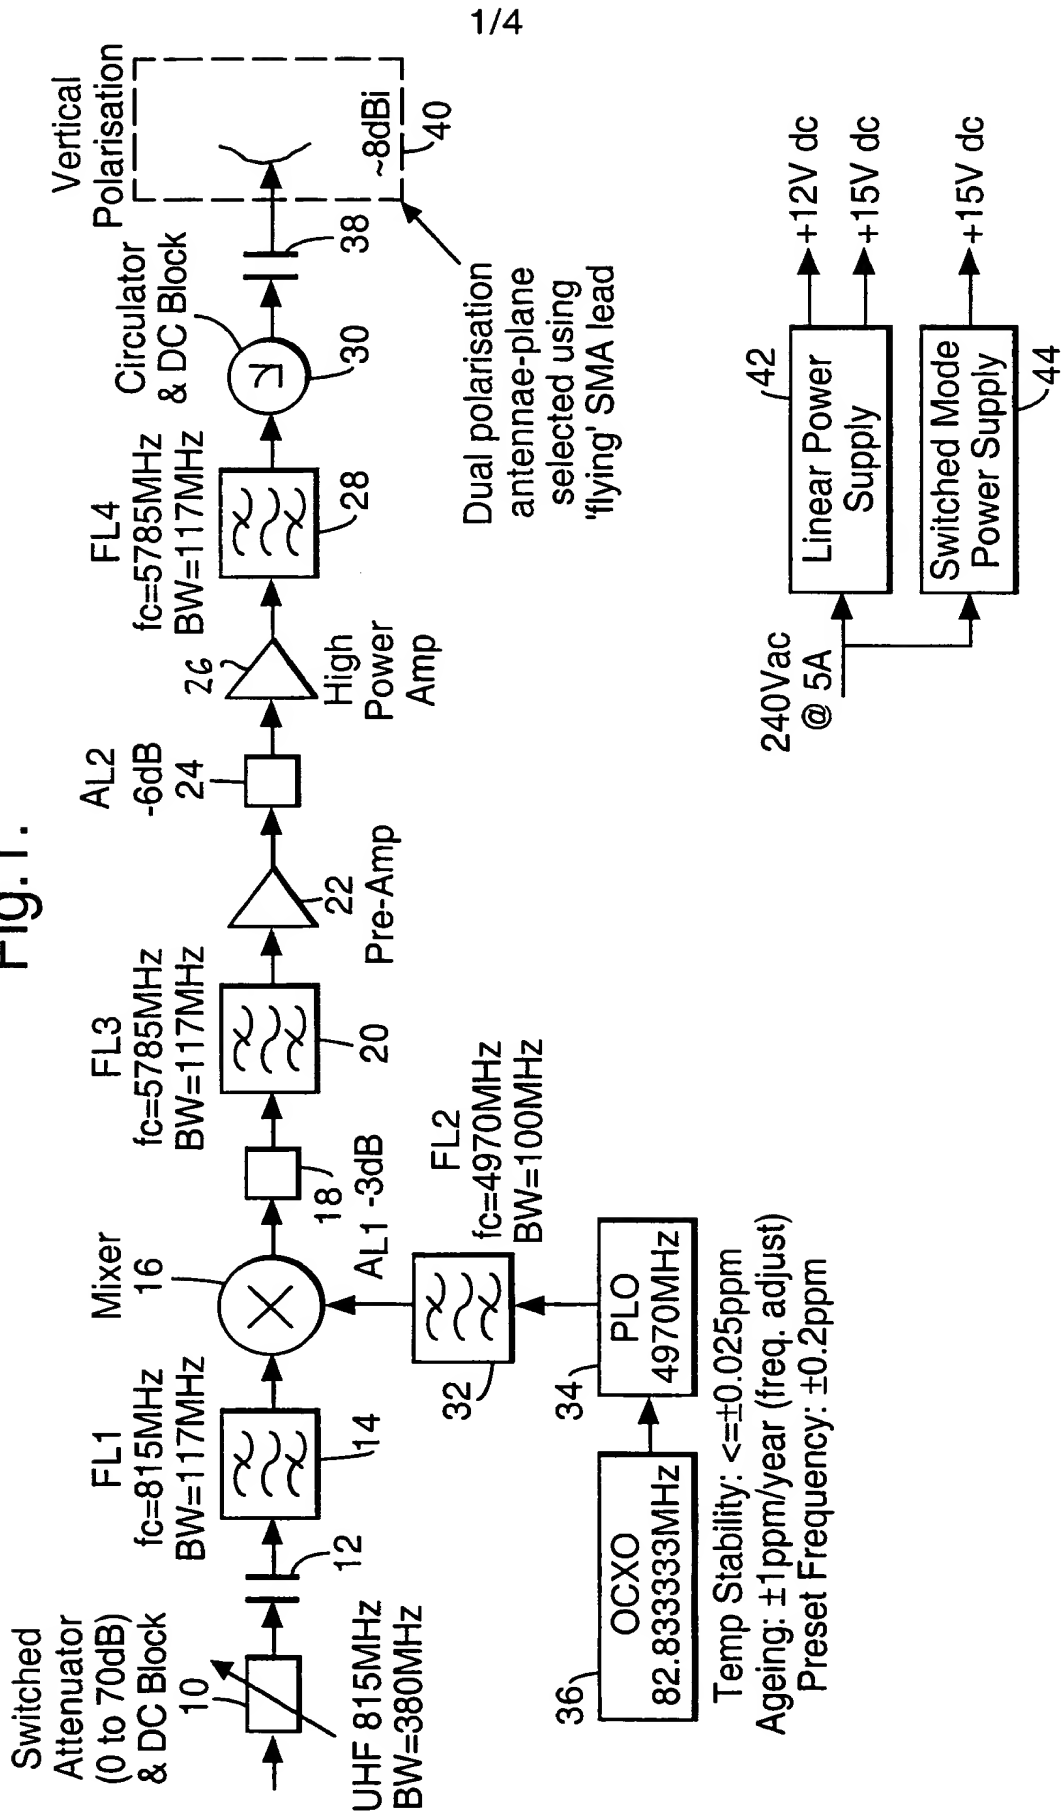 1/4
Fig.1.
Switched
Attenuator
(0 to 70dB)
& DC Block
10
UHF 815MHz
BW=380MHz
12
FL1
fc=815MHz
BW=117MHz
14
Mixer
16
18
AL1 -3dB
FL3
fc=5785MHz
BW=117MHz
20
22
Pre-Amp
AL2
-6dB
24
26
High
Power
Amp
FL4
fc=5785MHz
BW=117MHz
28
Circulator
& DC Block
30
38
Vertical
Polarisation
~8dBi
40
Dual polarisation
antennae-plane
selected using
'flying' SMA lead
FL2
fc=4970MHz
BW=100MHz
32
34
PLO
4970MHz
36
OCXO
82.833333MHz
Temp Stability: <=±0.025ppm
Ageing: ±1ppm/year (freq. adjust)
Preset Frequency: ±0.2ppm
240Vac
@ 5A
42
Linear Power
Supply
+12V dc
+15V dc
Switched Mode
Power Supply
44
+15V dc